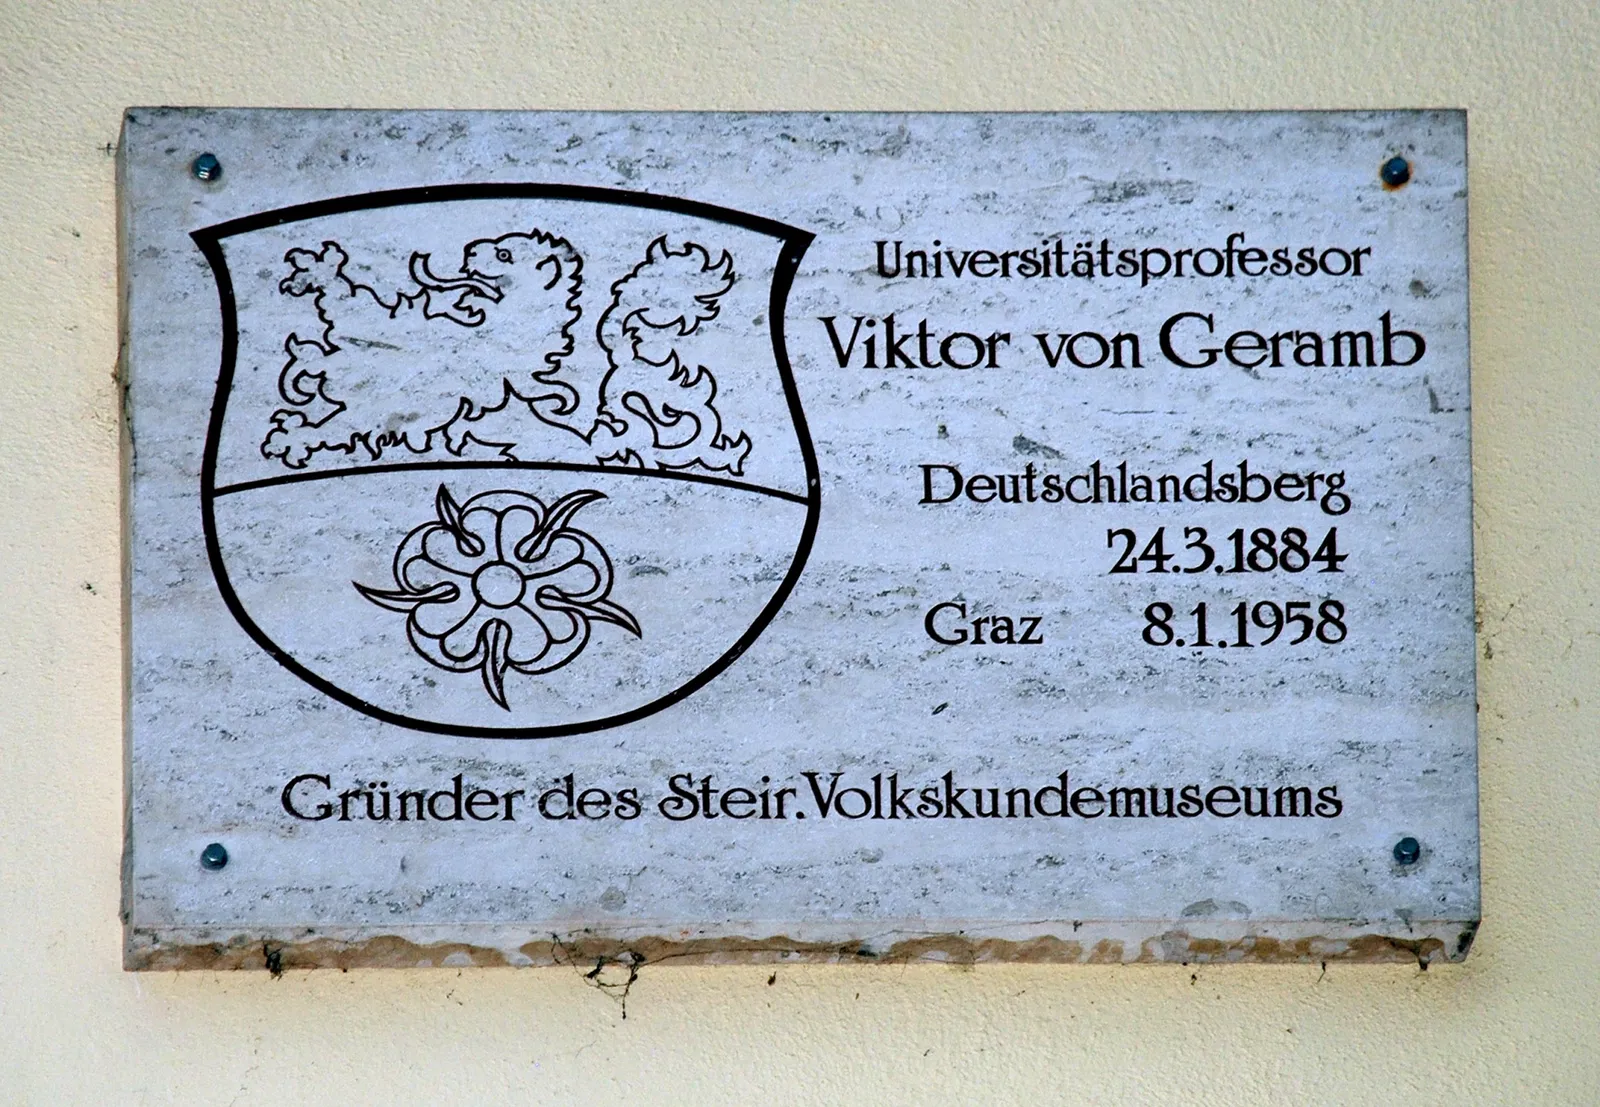 Universitätsprofessor
Viktor von Geramb
Deutschlandsberg
24.3.1884
Graz 8.1.1958
Gründer des Steir. Volkskundemuseums